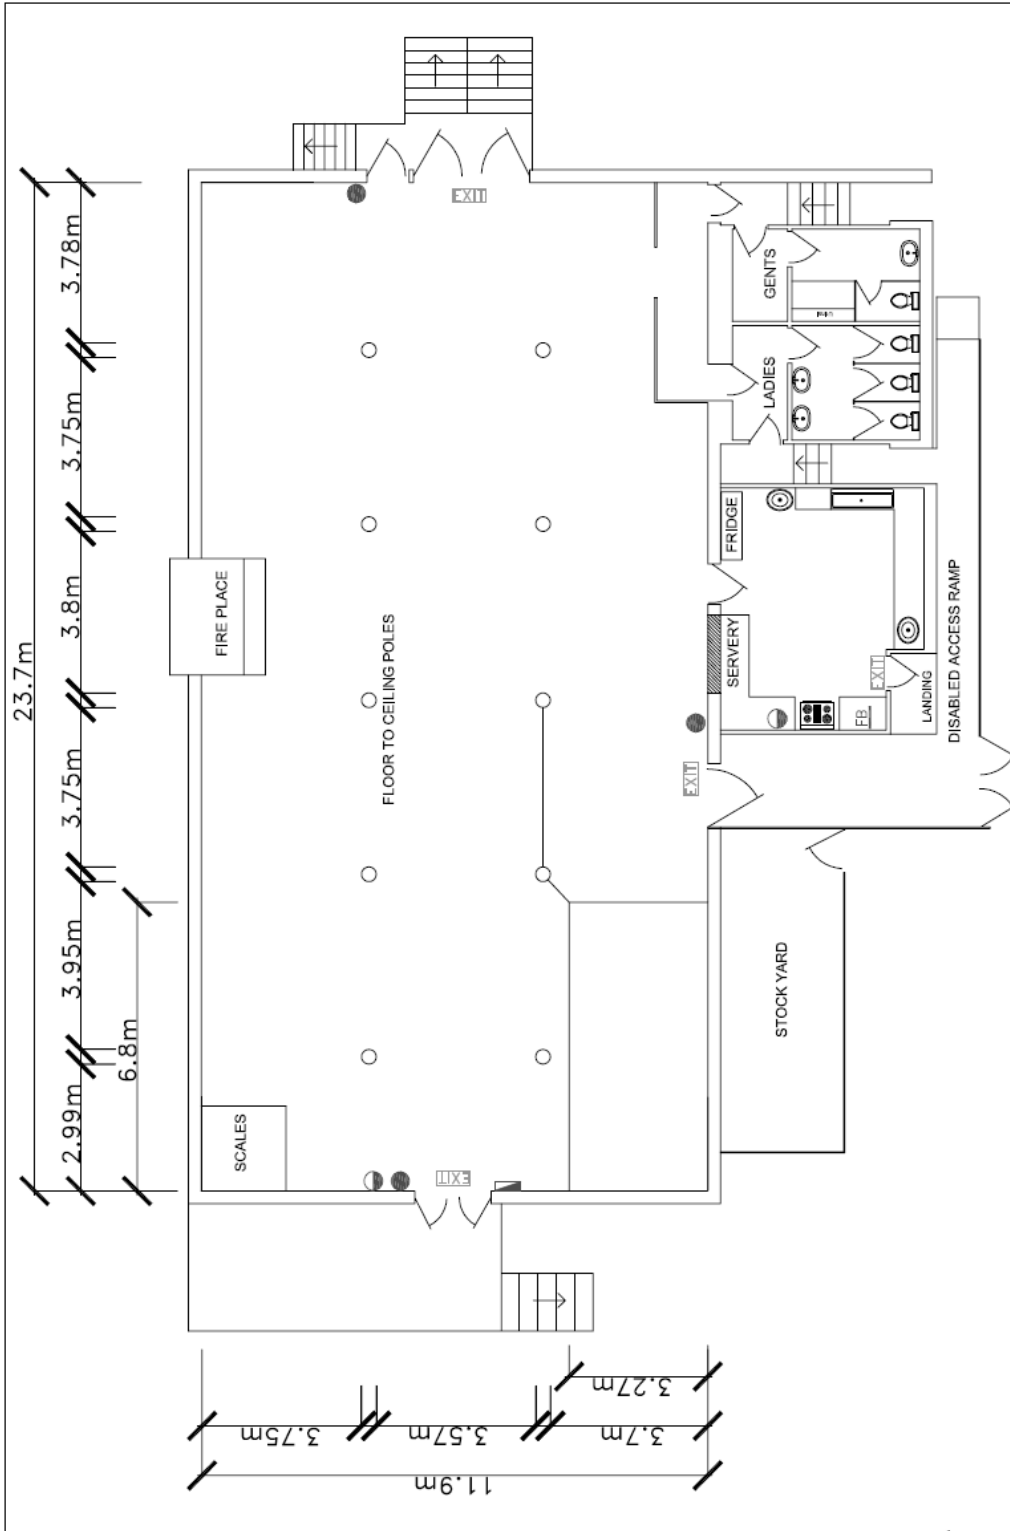 EXIT
3.78m
GENTS
3.75m
LADIES
FRIDGE
3.8m
FIRE PLACE
23.7m
FLOOR TO CEILING POLES
SERVERY
DISABLED ACCESS RAMP
EXIT
LANDING
FB
3.75m
EXIT
3.95m
STOCK YARD
6.8m
2.99m
SCALES
EXIT
3.27m
3.75m
3.57m
3.7m
11.9m